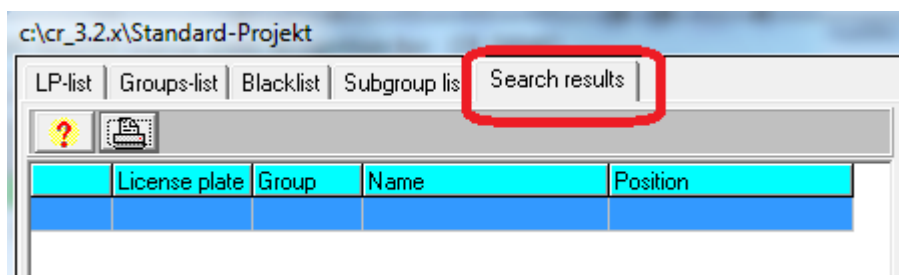 c:\cr_3.2.x\Standard-Projekt
LP-list Groups-list Blacklist Subgroup lis Search results
?
License plate Group Name Position